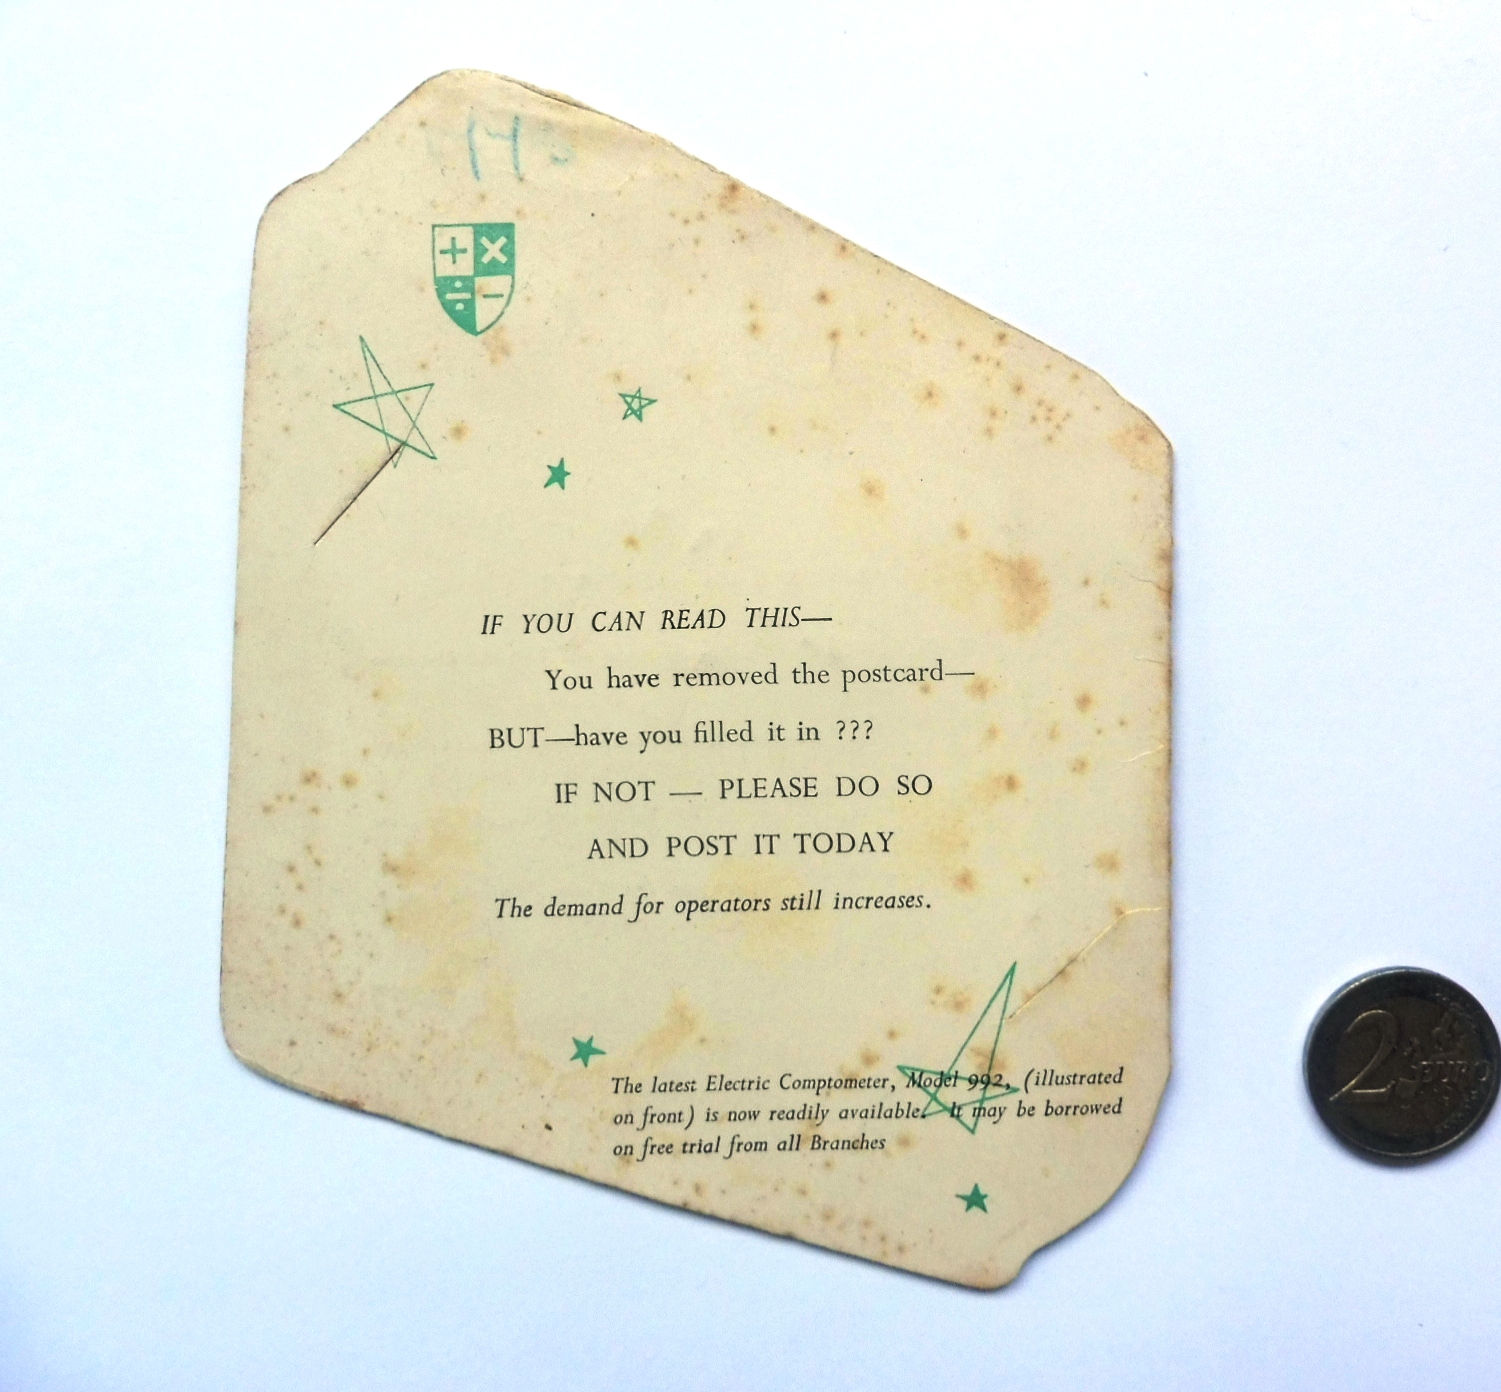 IF YOU CAN READ THIS—
You have removed the postcard—
BUT—have you filled it in ???
IF NOT — PLEASE DO SO
AND POST IT TODAY
The demand for operators still increases.
The latest Electric Comptometer, Model 992, (illustrated
on front) is now readily available. It may be borrowed
on free trial from all Branches
2 EURO